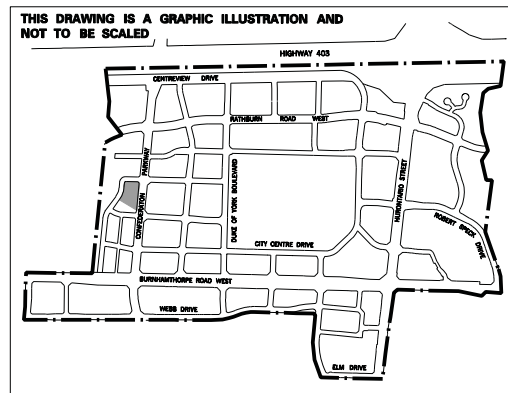 THIS DRAWING IS A GRAPHIC ILLUSTRATION AND
NOT TO BE SCALED
HIGHWAY 403
CENTREVIEW DRIVE
RATHBURN ROAD WEST
CONFEDERATION PARKWAY
DUKE OF YORK BOULEVARD
HURONTARIO STREET
ROBERT SPECK DRIVE
CITY CENTRE DRIVE
BURNHAMTHORPE ROAD WEST
WEBB DRIVE
ELM DRIVE